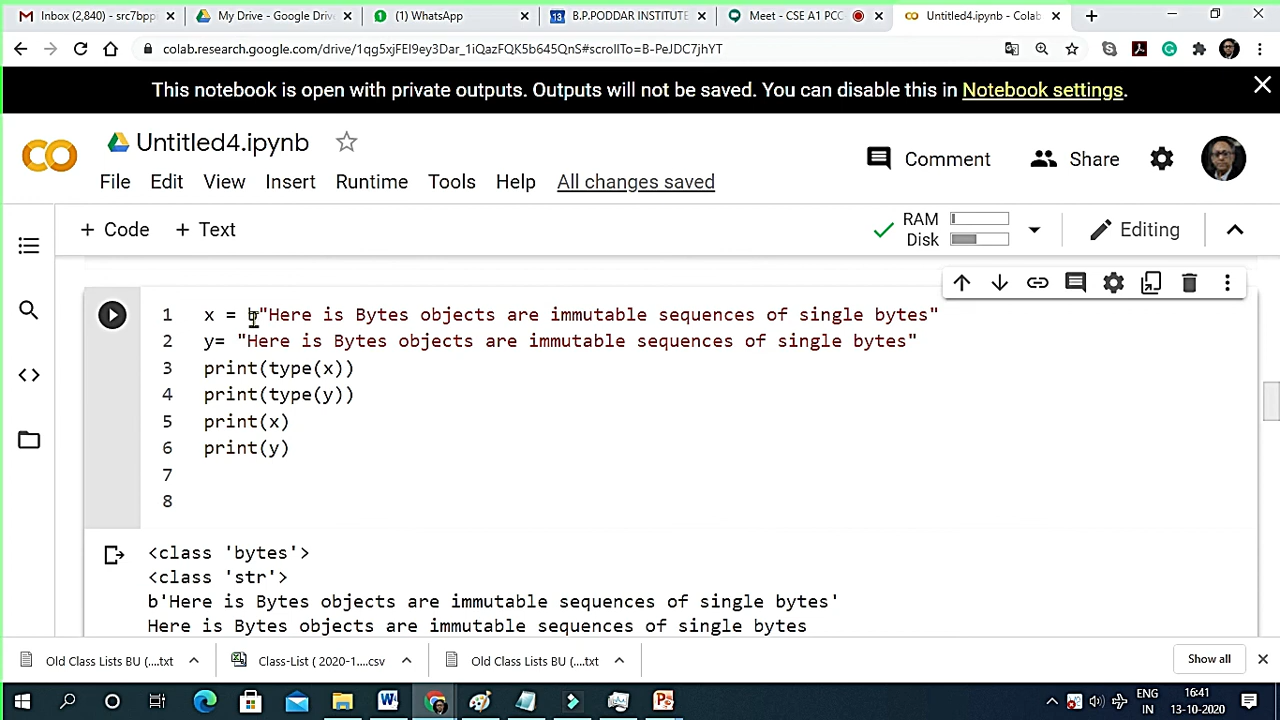 Inbox (2,840) - src7bpp
My Drive - Google Driv
(1) WhatsApp
B.P.PODDAR INSTITUTE
Meet - CSE A1 PCC
Untitled4.ipynb - Colab
colab.research.google.com/drive/1qg5xjFEI9ey3Dar_1iQazFQK5b645QnS#scrollTo=B-PeJDC7jhYT
This notebook is open with private outputs. Outputs will not be saved. You can disable this in Notebook settings.
CO
Untitled4.ipynb
Comment
Share
File Edit View Insert Runtime Tools Help All changes saved
+ Code + Text
RAM
Disk
Editing
1 x = b"Here is Bytes objects are immutable sequences of single bytes"
2 y= "Here is Bytes objects are immutable sequences of single bytes"
3 print(type(x))
4 print(type(y))
5 print(x)
6 print(y)
7
8
<class 'bytes'>
<class 'str'>
b'Here is Bytes objects are immutable sequences of single bytes'
Here is Bytes objects are immutable sequences of single bytes
Old Class Lists BU (....txt
Class-List ( 2020-1....csv
Old Class Lists BU (....txt
Show all
ENG
IN
16:41
13-10-2020